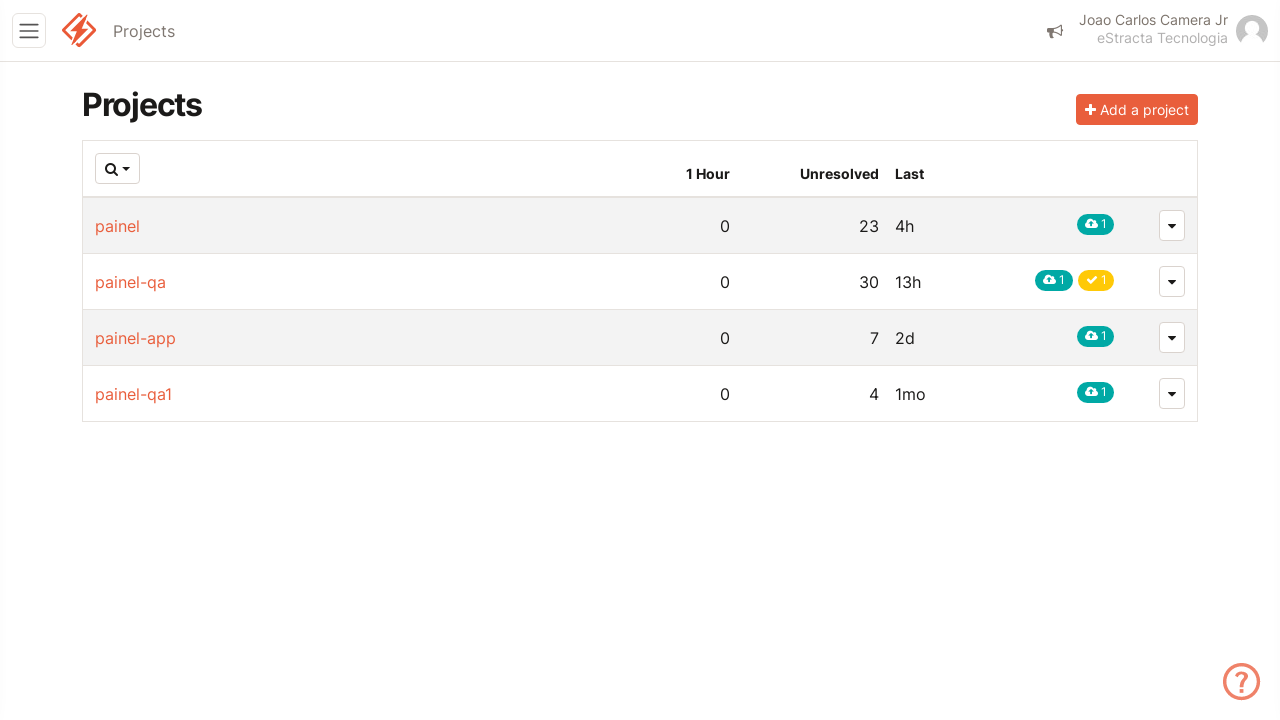 Projects
Joao Carlos Camera Jr
eStracta Tecnologia
Projects
Add a project
1 Hour Unresolved Last
painel 0 23 4h 1
painel-qa 0 30 13h 1 1
painel-app 0 7 2d 1
painel-qa1 0 4 1mo 1